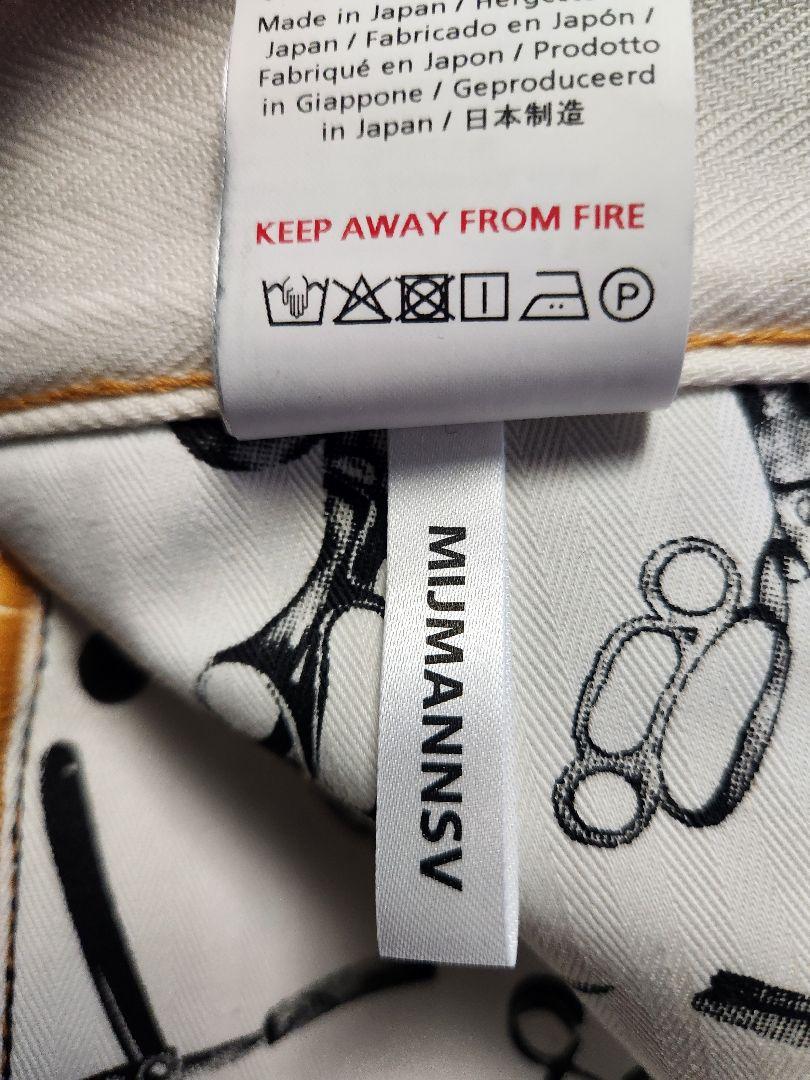 Made in Japan /
Japan / Fabricado en Japón /
Fabriqué en Japon / Prodotto
in Giappone / Geproduceerd
in Japan / 日本制造
KEEP AWAY FROM FIRE
P
MIJMANNSV